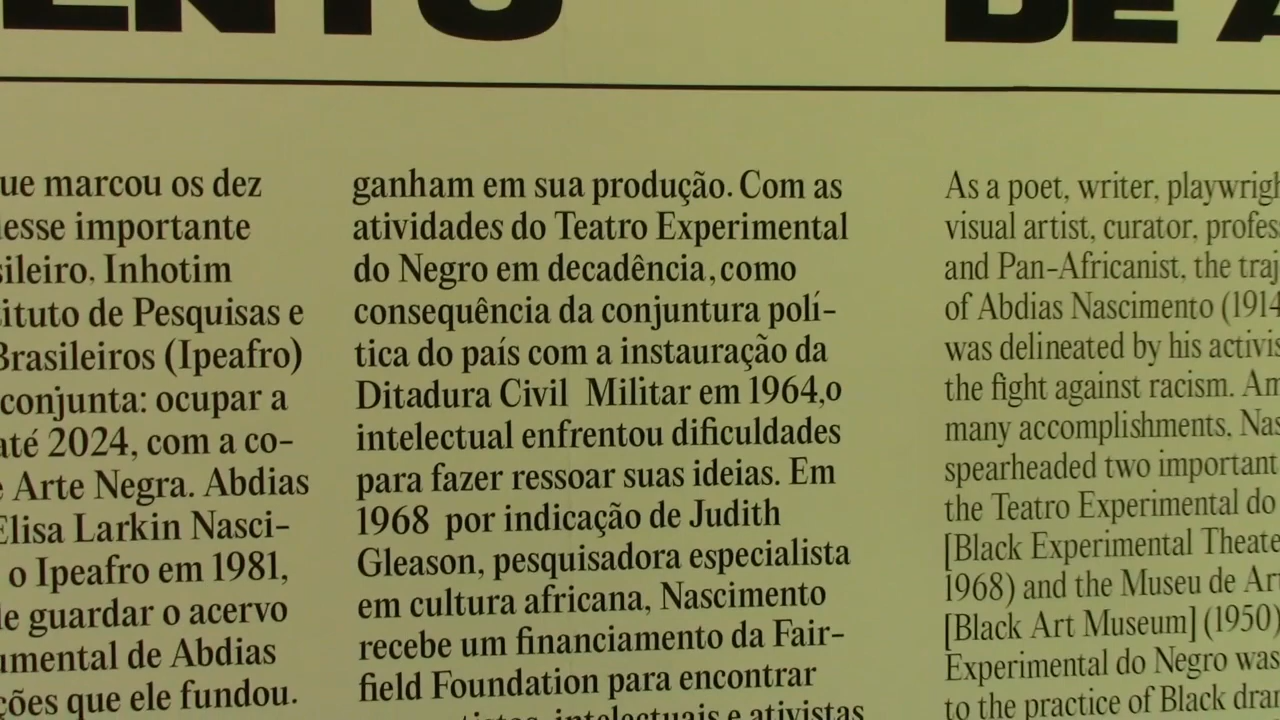 ENTO
DE A
ue marcou os dez
esse importante
sileiro. Inhotim
ituto de Pesquisas e
Brasileiros (Ipeafro)
conjunta: ocupar a
até 2024, com a co-
e Arte Negra. Abdias
Elisa Larkin Nasci-
o Ipeafro em 1981,
de guardar o acervo
umental de Abdias
ções que ele fundou.
ganham em sua produção. Com as
atividades do Teatro Experimental
do Negro em decadência, como
consequência da conjuntura polí-
tica do país com a instauração da
Ditadura Civil Militar em 1964,o
intelectual enfrentou dificuldades
para fazer ressoar suas ideias. Em
1968 por indicação de Judith
Gleason, pesquisadora especialista
em cultura africana, Nascimento
recebe um financiamento da Fair-
field Foundation para encontrar
intelectuais e ativistas
As a poet, writer, playwrigh
visual artist, curator, profes
and Pan-Africanist, the traj
of Abdias Nascimento (1914
was delineated by his activis
the fight against racism. Am
many accomplishments, Nas
spearheaded two important
the Teatro Experimental do
[Black Experimental Theate
1968) and the Museu de Art
[Black Art Museum] (1950)
Experimental do Negro was
to the practice of Black dran